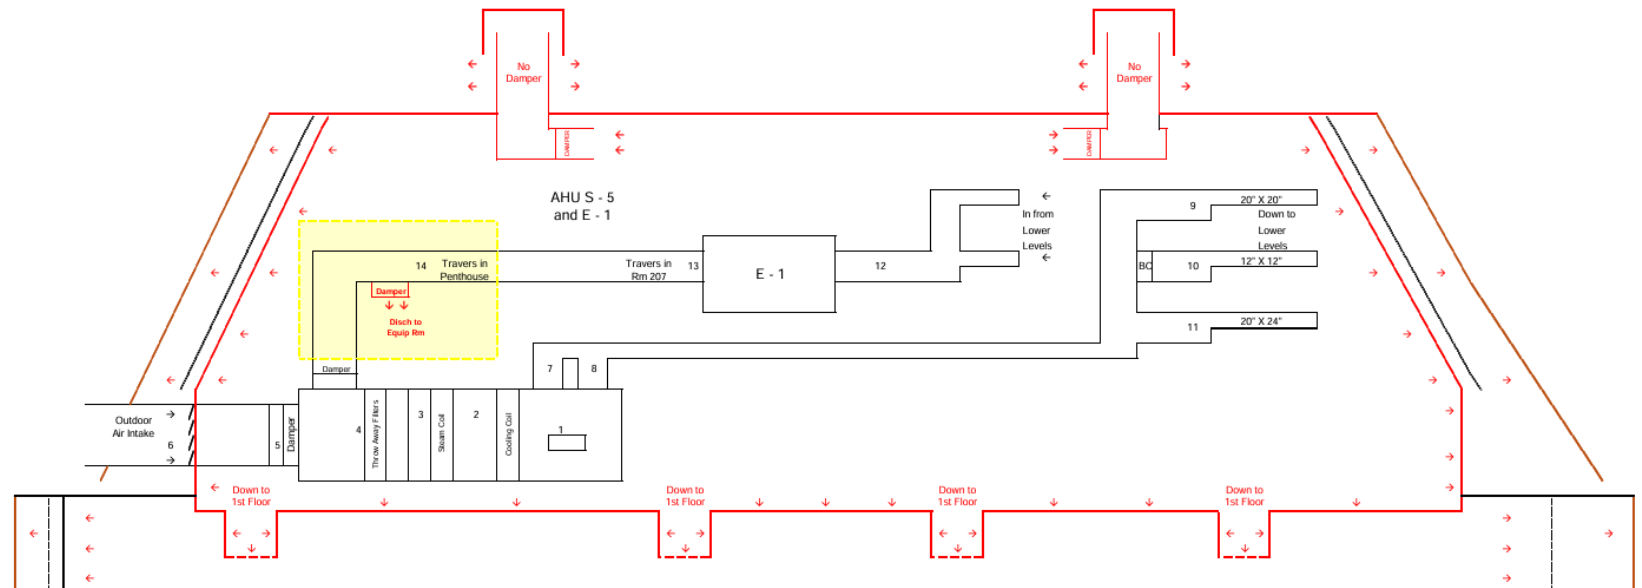 No
Damper
No
Damper
DAMPER
DAMPER
AHU S - 5
and E - 1
In from
Lower
Levels
9
20" X 20"
Down to
Lower
Levels
14
Travers in
Penthouse
Travers in
Rm 207
13
E - 1
12
BC
10
12" X 12"
Damper
Disch to
Equip Rm
11
20" X 24"
Damper
7
8
Outdoor
Air Intake
6
5
Damper
4
Throw Away Filters
3
Steam Coil
2
Cooling Coil
1
Down to
1st Floor
Down to
1st Floor
Down to
1st Floor
Down to
1st Floor